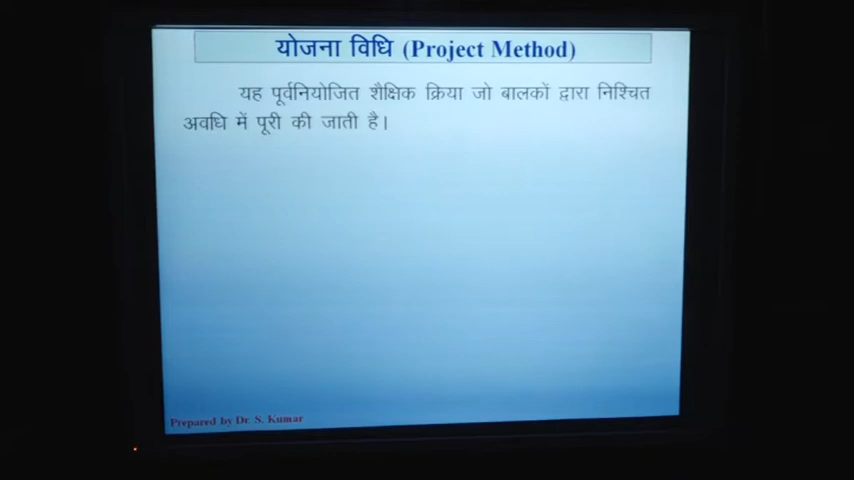 योजना विधि (Project Method)
यह पूर्वनियोजित शैक्षिक क्रिया जो बालकों द्वारा निश्चित
अवधि में पूरी की जाती है।
Prepared by Dr. S. Kumar